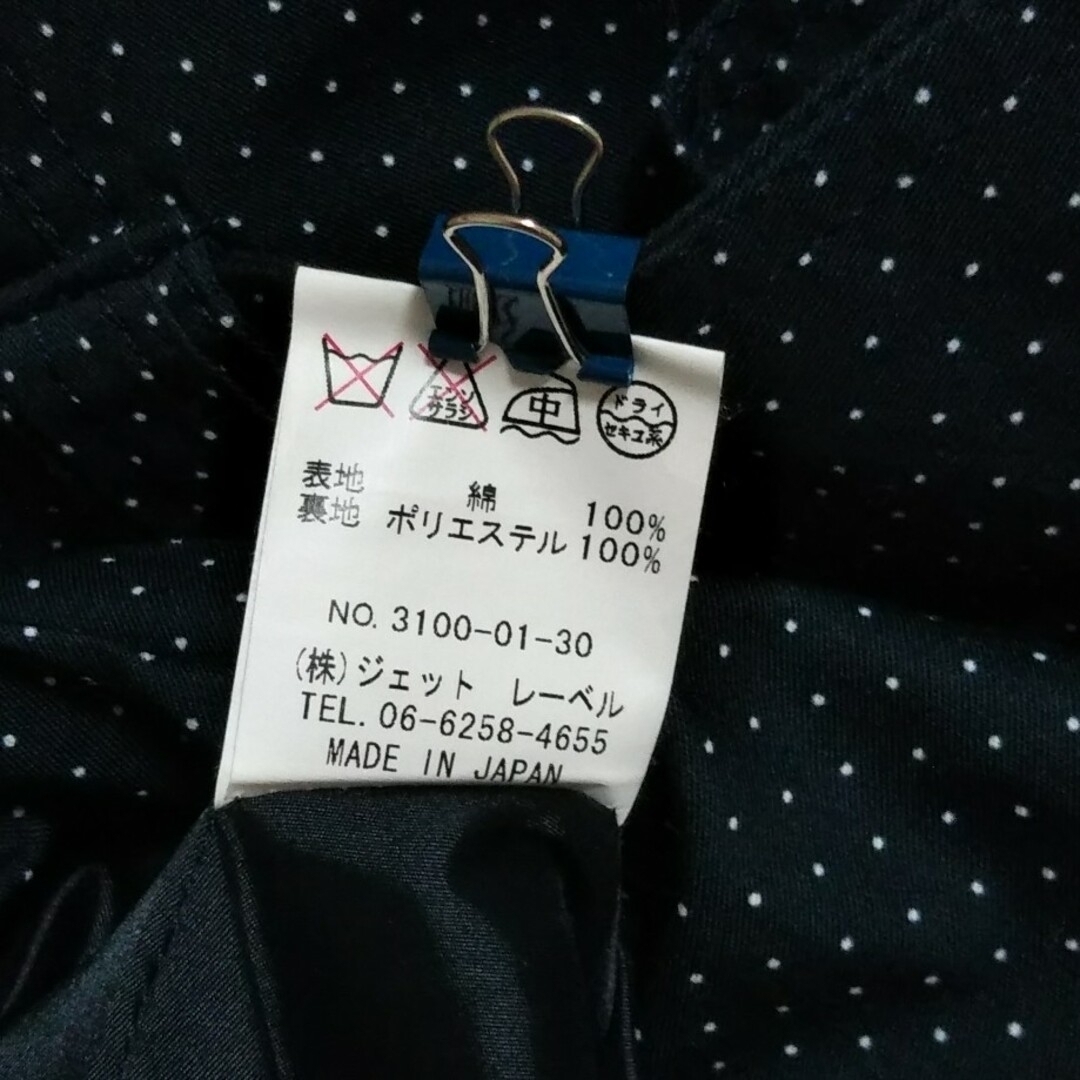 エンソ
サラシ
中
ドライ
セキユ系
表地 綿 100%
裏地 ポリエステル 100%
NO. 3100-01-30
(株)ジェット レーベル
TEL. 06-6258-4655
MADE IN JAPAN